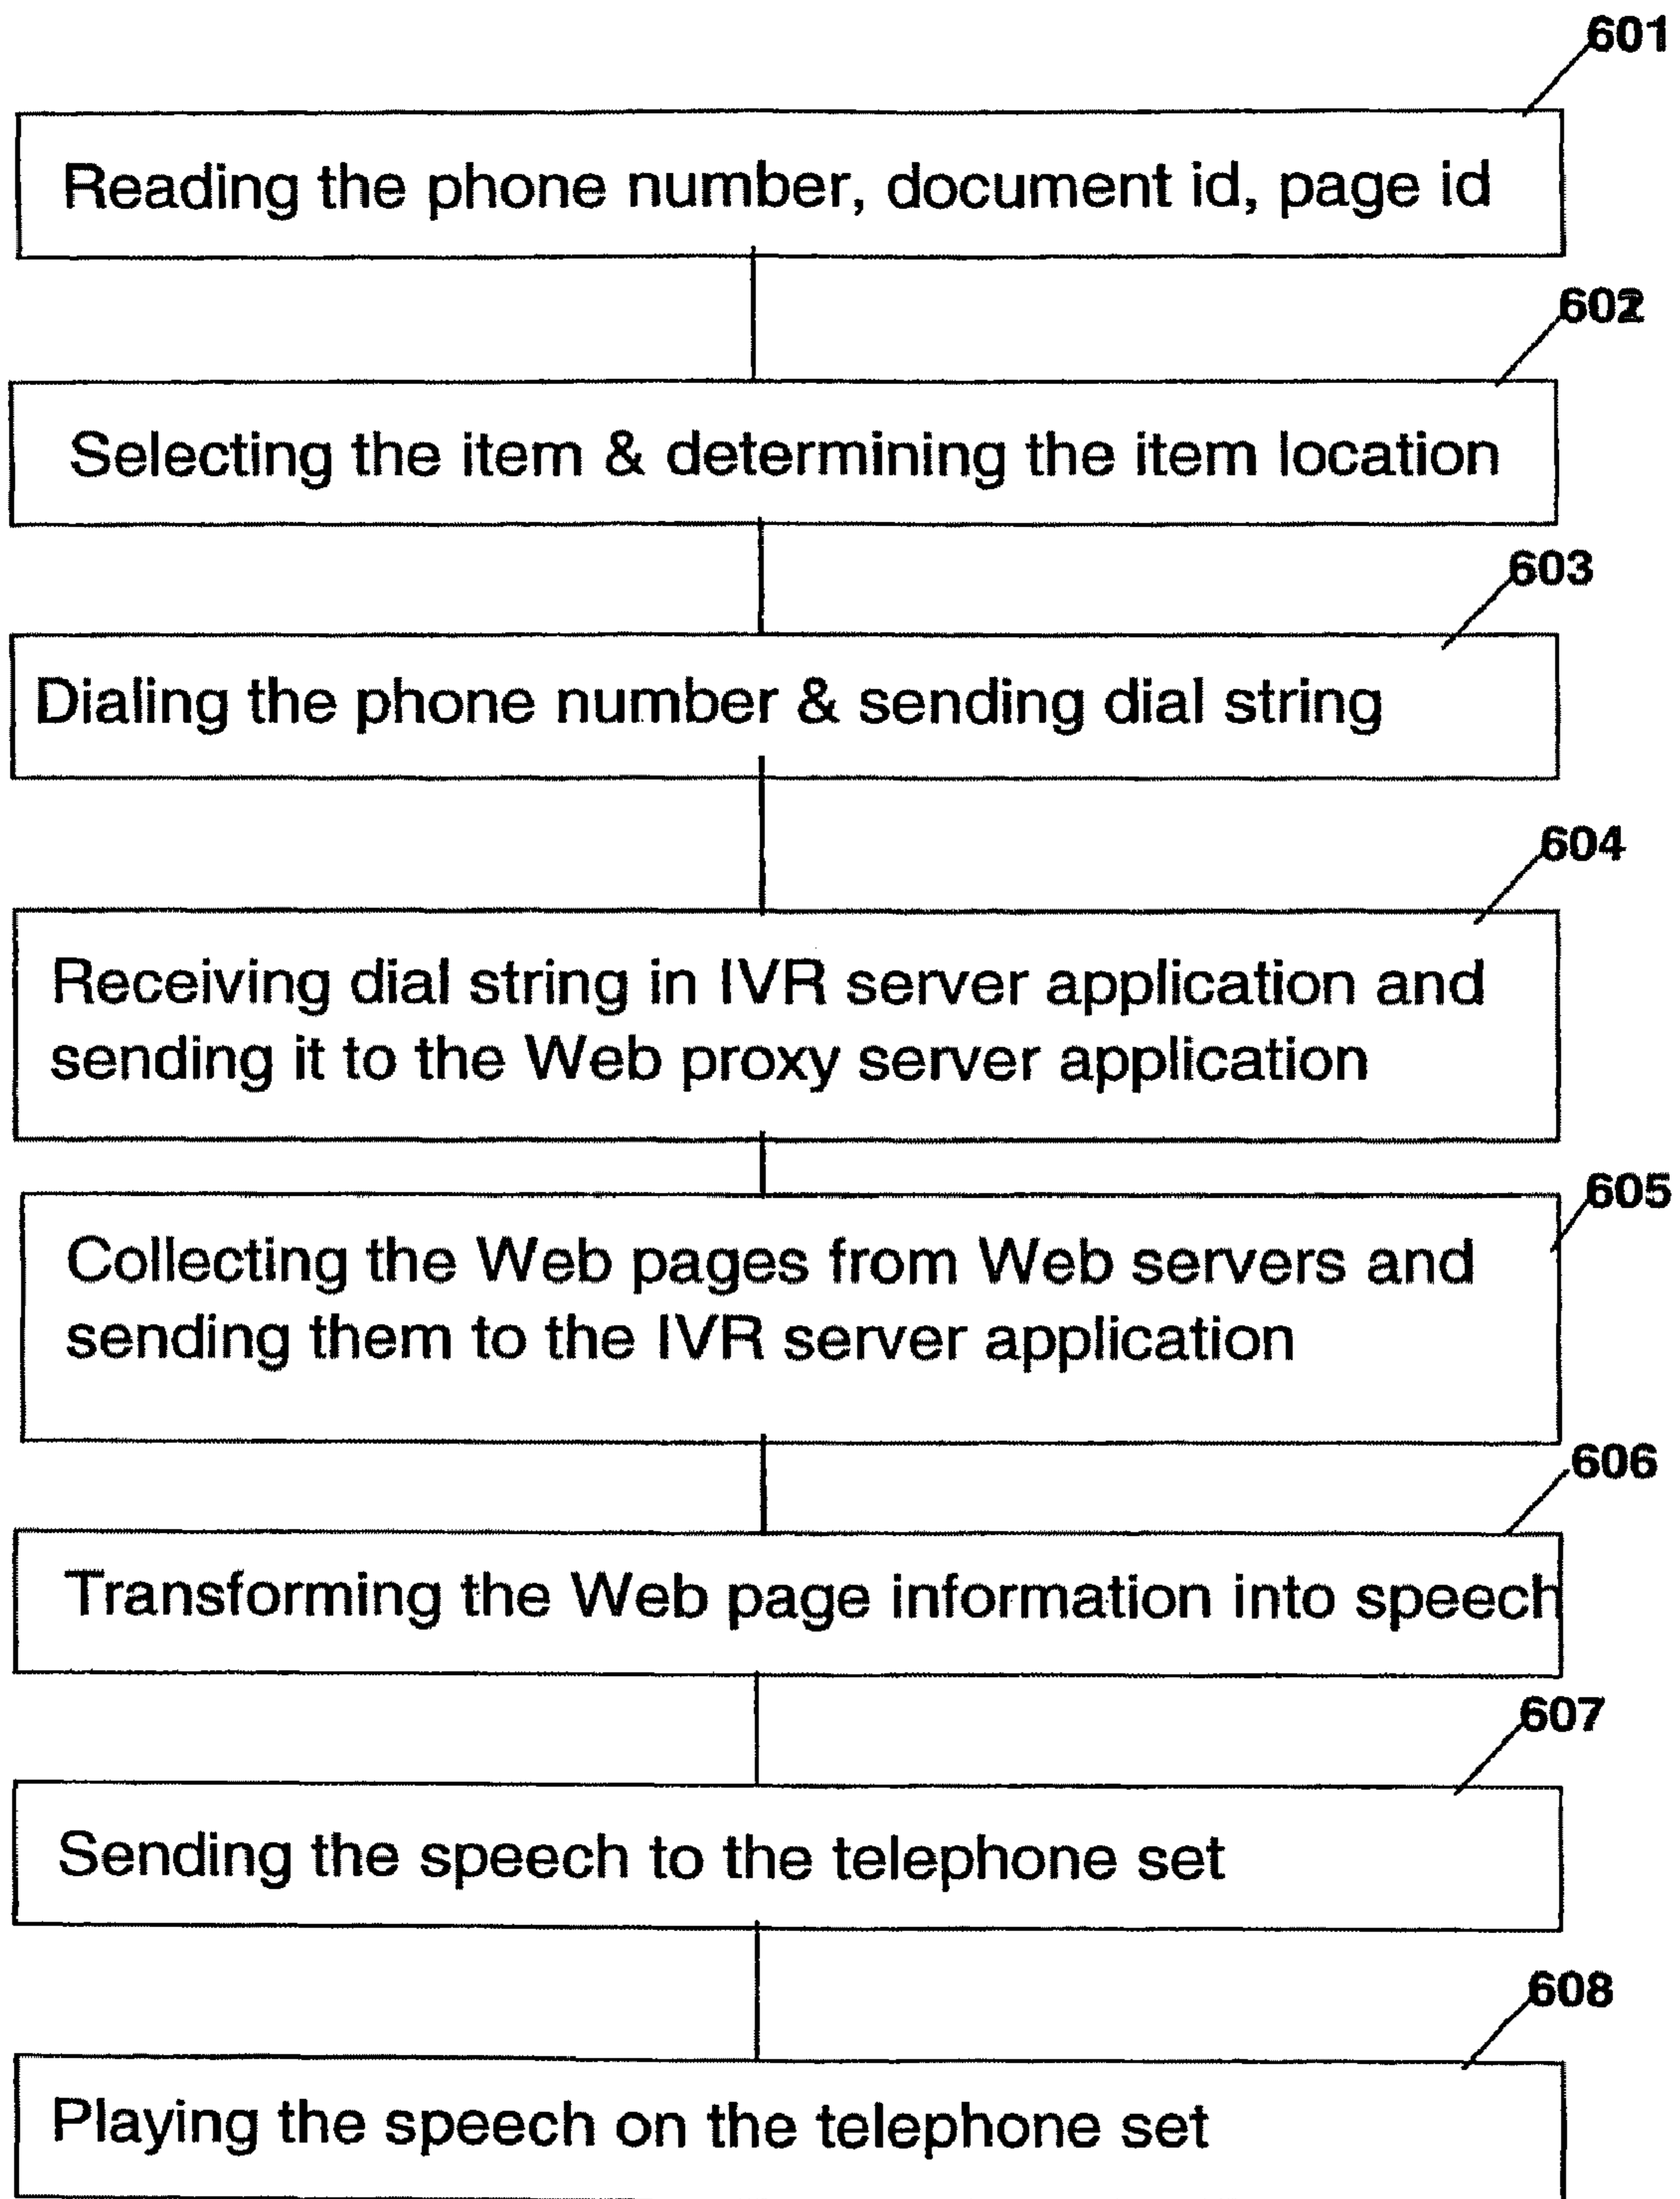 601
Reading the phone number, document id, page id
602
Selecting the item & determining the item location
603
Dialing the phone number & sending dial string
604
Receiving dial string in IVR server application and
sending it to the Web proxy server application
605
Collecting the Web pages from Web servers and
sending them to the IVR server application
606
Transforming the Web page information into speech
607
Sending the speech to the telephone set
608
Playing the speech on the telephone set